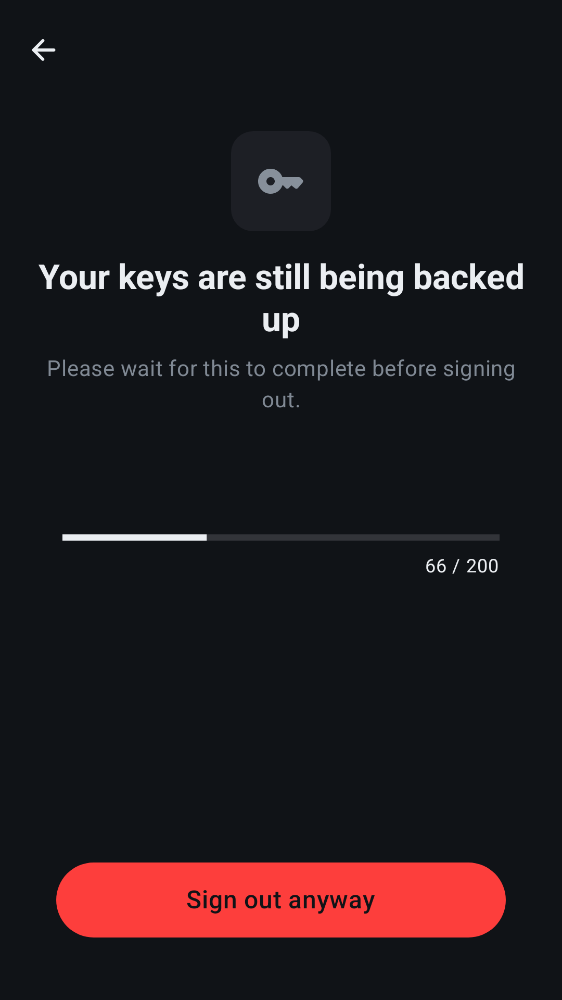 Your keys are still being backed
up
Please wait for this to complete before signing
out.
66 / 200
Sign out anyway